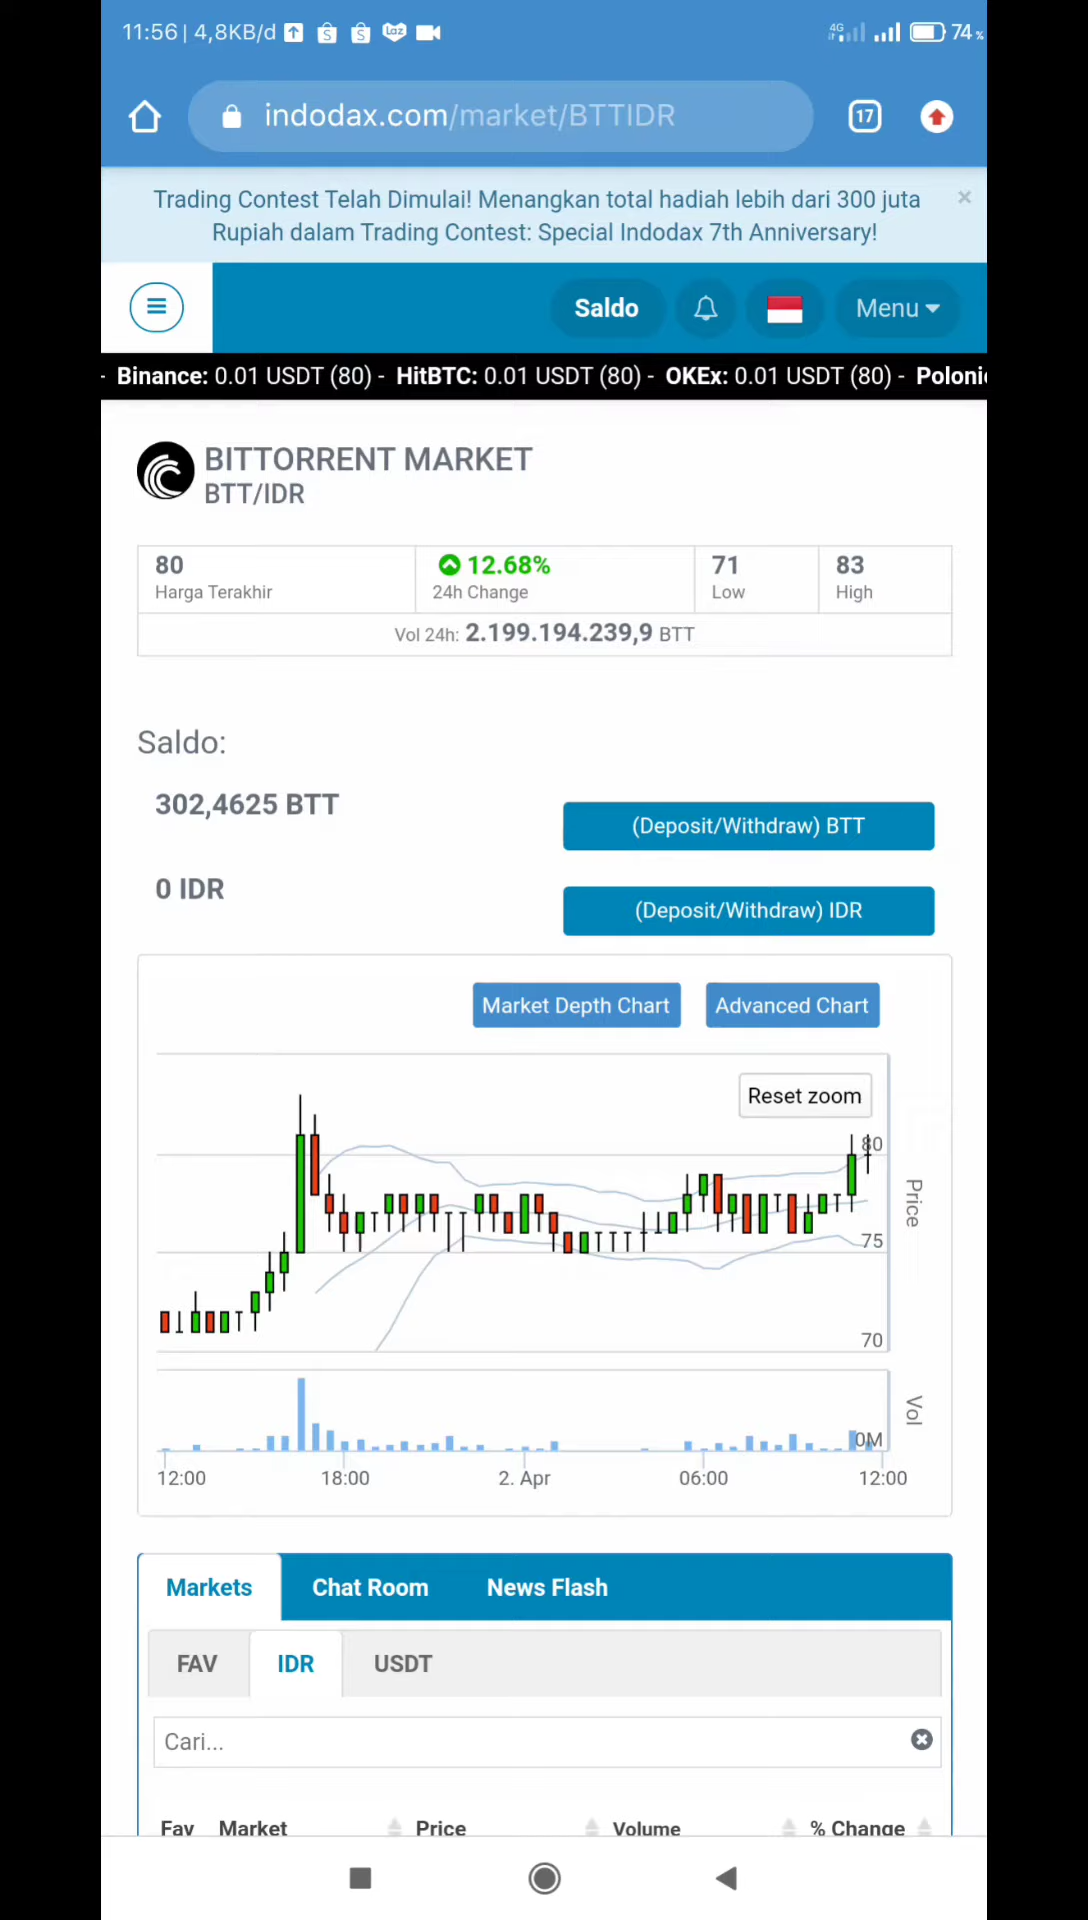 11:56 | 4,8KB/d
4G
74%
indodax.com/market/BTTIDR
17
Trading Contest Telah Dimulai! Menangkan total hadiah lebih dari 300 juta
Rupiah dalam Trading Contest: Special Indodax 7th Anniversary!
×
Saldo
Menu
- Binance: 0.01 USDT (80) - HitBTC: 0.01 USDT (80) - OKEx: 0.01 USDT (80) -
BITTORRENT MARKET
BTT/IDR
80
12.68%
71
83
Harga Terakhir
24h Change
Low
High
Vol 24h: 2.199.194.239,9 BTT
Saldo:
302,4625 BTT
(Deposit/Withdraw) BTT
0 IDR
(Deposit/Withdraw) IDR
Market Depth Chart
Advanced Chart
Reset zoom
80
Price
75
70
Vol
0M
12:00
18:00
2. Apr
06:00
12:00
Markets
Chat Room
News Flash
FAV
IDR
USDT
Cari...
Fav
Market
Price
Volume
% Change